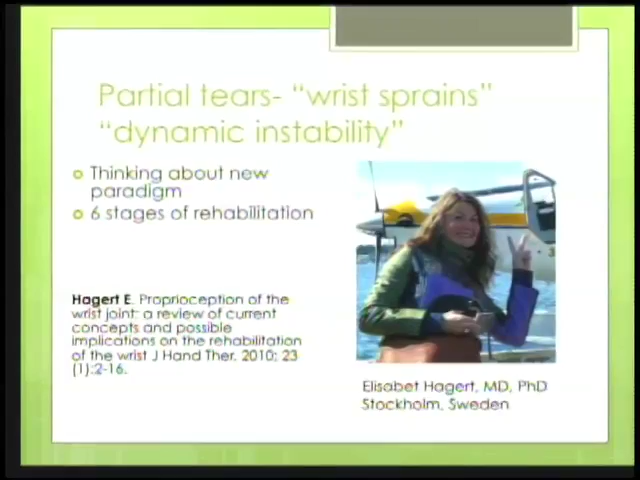 Partial tears- “wrist sprains”
“dynamic instability”
Thinking about new
paradigm
6 stages of rehabilitation
Hagert E. Proprioception of the
wrist joint: a review of current
concepts and possible
implications on the rehabilitation
of the wrist J Hand Ther. 2010; 23
(1):2-16.
Elisabet Hagert, MD, PhD
Stockholm, Sweden